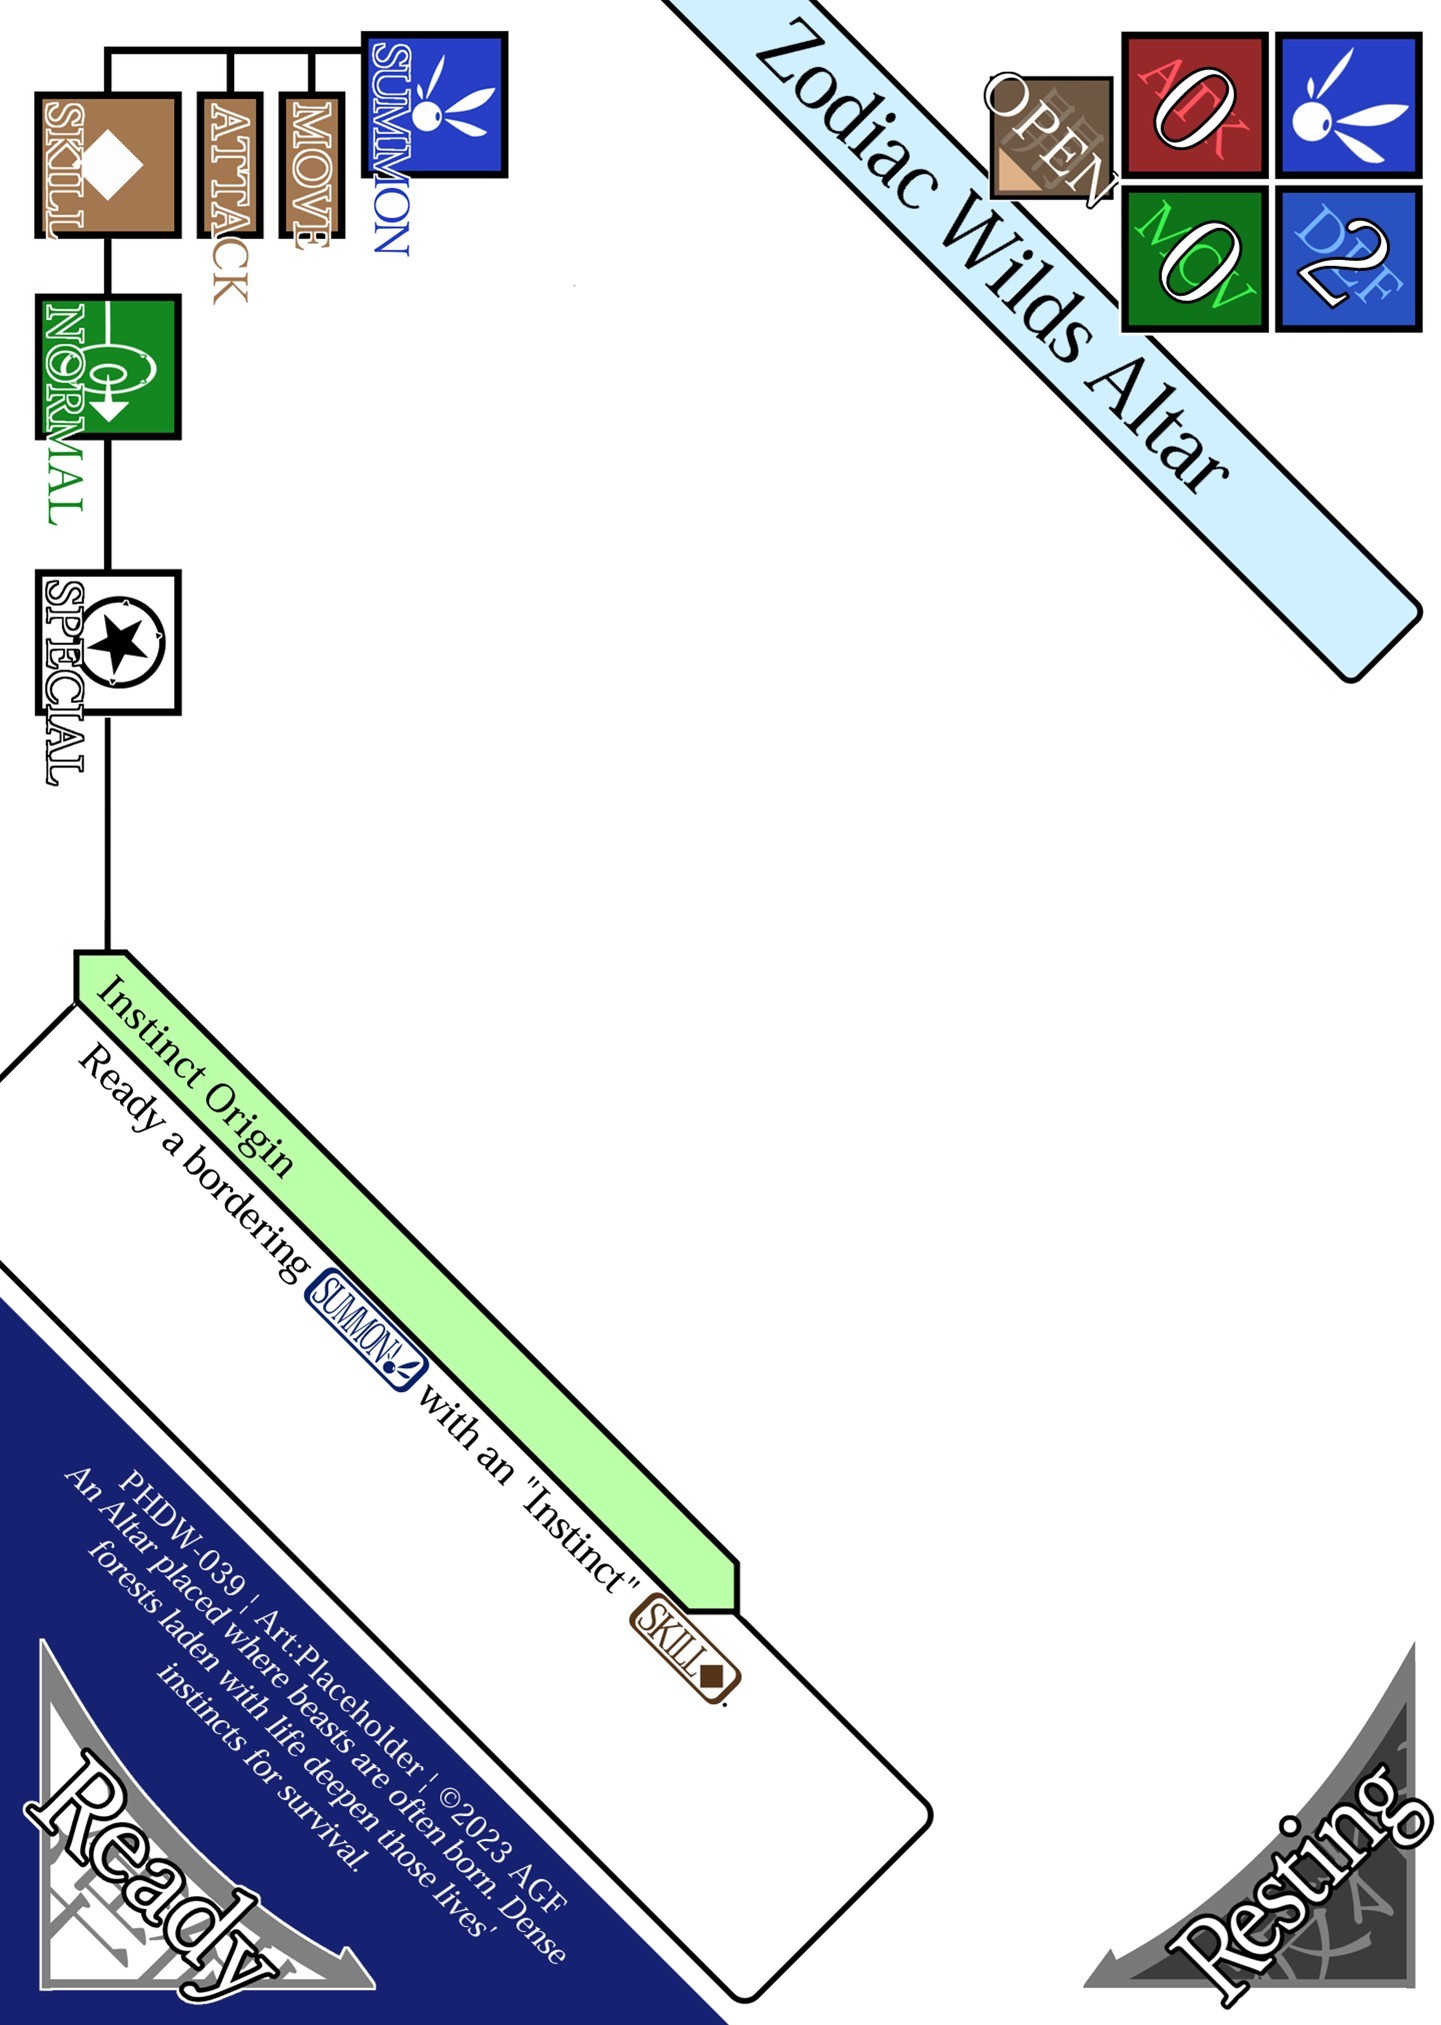 Zodiac Wilds Altar
OPEN
開
ATK
0
MOV
0
DEF
2
SUMMON
MOVE
ATTACK
SKILL
NORMAL
SPECIAL
Instinct Origin
Ready a bordering SUMMON with an "Instinct" SKILL.
PHDW-039 ¦ Art:Placeholder ¦ ©2023 AGF
An Altar placed where beasts are often born. Dense
forests laden with life deepen those lives'
instincts for survival.
Ready
Resting